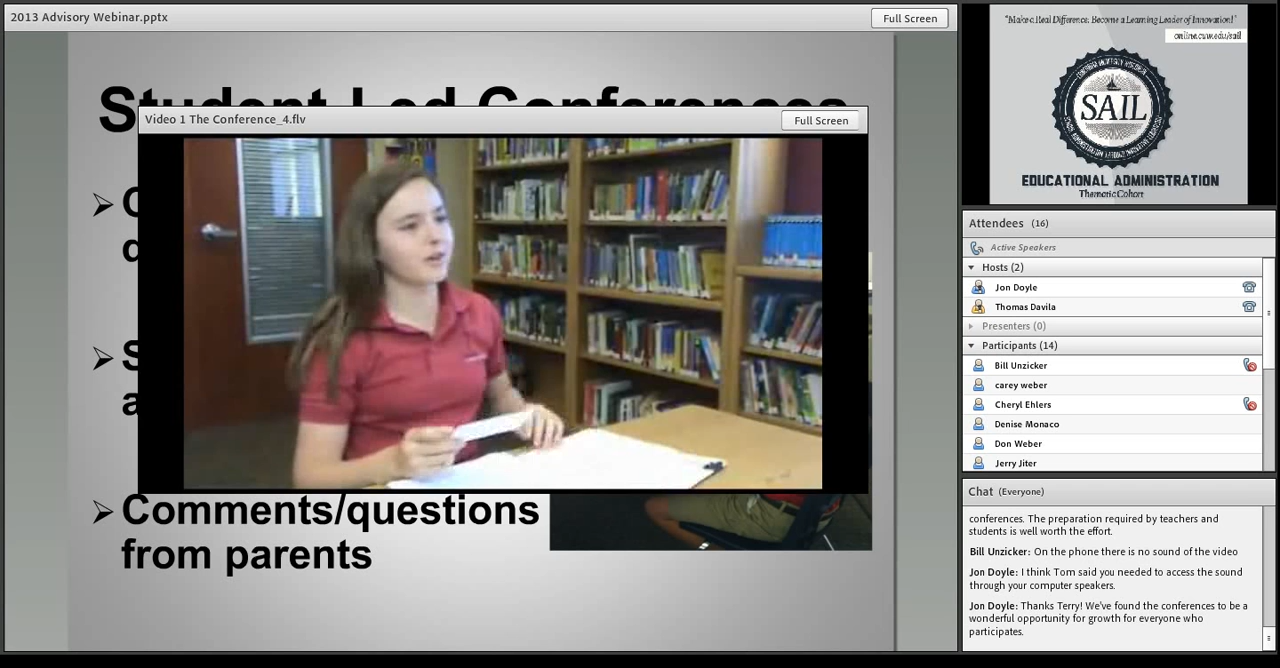 2013 Advisory Webinar.pptx
Full Screen
Student Led Conferences
Video 1 The Conference_4.flv
Full Screen
Comments/questions
from parents
"Make a Real Difference: Become a Learning Leader of Innovation!"
online.cuw.edu/sail
SAIL
EDUCATIONAL ADMINISTRATION
Thematic Cohort
Attendees (16)
Active Speakers
Hosts (2)
Jon Doyle
Thomas Davila
Presenters (0)
Participants (14)
Bill Unzicker
carey weber
Cheryl Ehlers
Denise Monaco
Don Weber
Jerry Jiter
Chat (Everyone)
conferences. The preparation required by teachers and
students is well worth the effort.
Bill Unzicker: On the phone there is no sound of the video
Jon Doyle: I think Tom said you needed to access the sound
through your computer speakers.
Jon Doyle: Thanks Terry! We've found the conferences to be a
wonderful opportunity for growth for everyone who
participates.